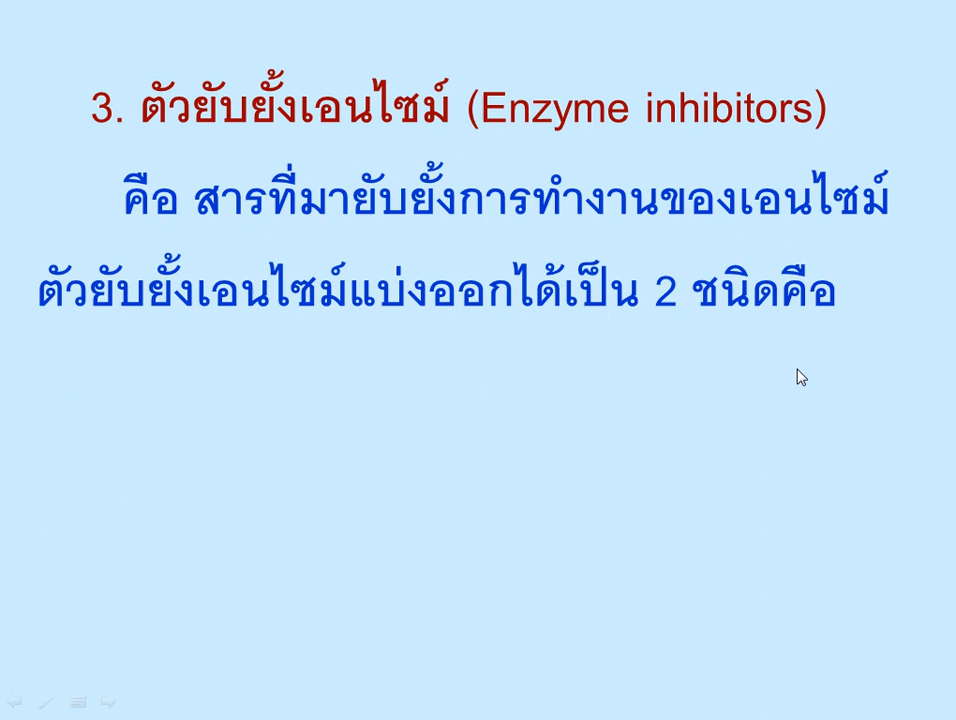 3. ตัวยับยั้งเอนไซม์ (Enzyme inhibitors)
คือ สารที่มายับยั้งการทำงานของเอนไซม์
ตัวยับยั้งเอนไซม์แบ่งออกได้เป็น 2 ชนิดคือ